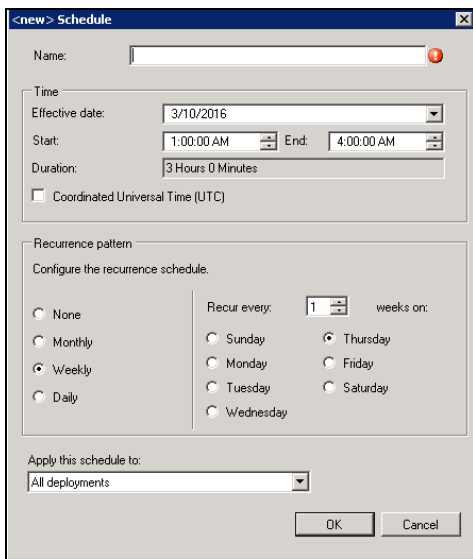 <new> Schedule
Name:
Time
Effective date: 3/10/2016
Start: 1:00:00 AM End: 4:00:00 AM
Duration: 3 Hours 0 Minutes
Coordinated Universal Time (UTC)
Recurrence pattern
Configure the recurrence schedule.
None
Monthly
Weekly
Daily
Recur every: 1 weeks on:
Sunday
Monday
Tuesday
Wednesday
Thursday
Friday
Saturday
Apply this schedule to:
All deployments
OK Cancel